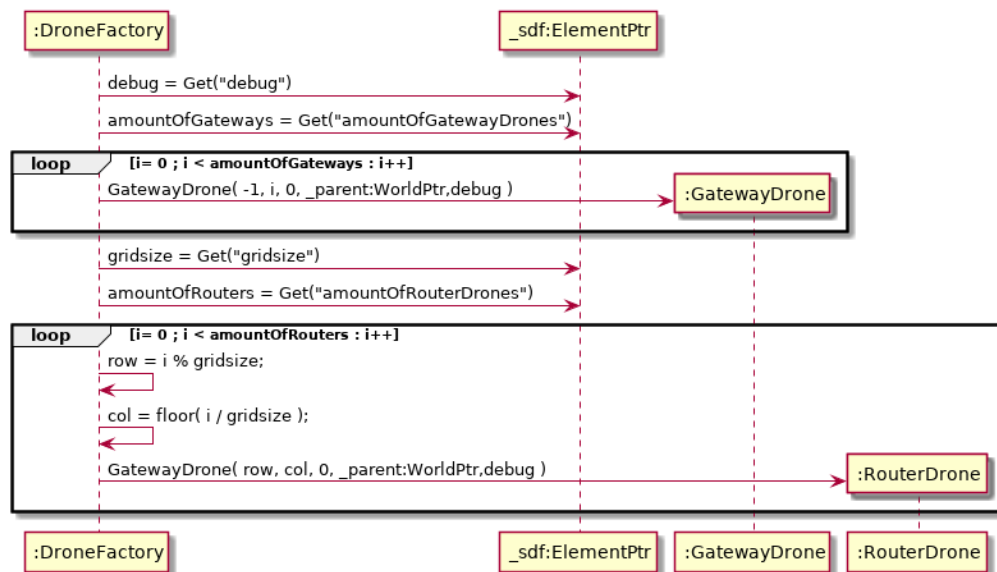 :DroneFactory _sdf:ElementPtr
debug = Get("debug")
amountOfGateways = Get("amountOfGatewayDrones")
loop [i= 0 ; i < amountOfGateways : i++]
GatewayDrone( -1, i, 0, _parent:WorldPtr,debug ) :GatewayDrone
gridsize = Get("gridsize")
amountOfRouters = Get("amountOfRouterDrones")
loop [i= 0 ; i < amountOfRouters : i++]
row = i % gridsize;
col = floor( i / gridsize );
GatewayDrone( row, col, 0, _parent:WorldPtr,debug ) :RouterDrone
:DroneFactory _sdf:ElementPtr :GatewayDrone :RouterDrone